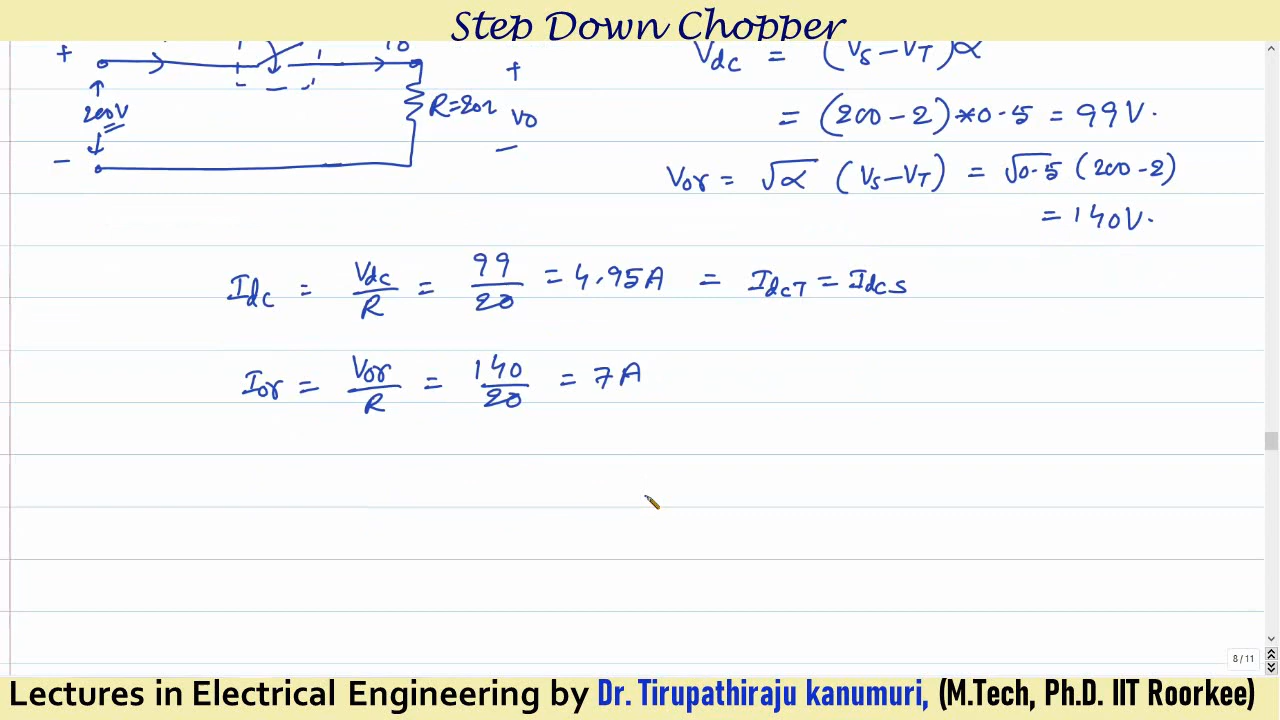 Step Down Chopper
+ i0
Vdc = (Vs-VT)α
200V
R=20Ω
+
V0
-
-
= (200-2)*0.5 = 99V.
Vor = √α (Vs-VT) = √0.5 (200-2)
= 140V.
Idc = Vdc/R = 99/20 = 4.95A = IdcT = Idcs
Ior = Vor/R = 140/20 = 7A
8/11
Lectures in Electrical Engineering by Dr. Tirupathiraju kanumuri, (M.Tech, Ph.D. IIT Roorkee)